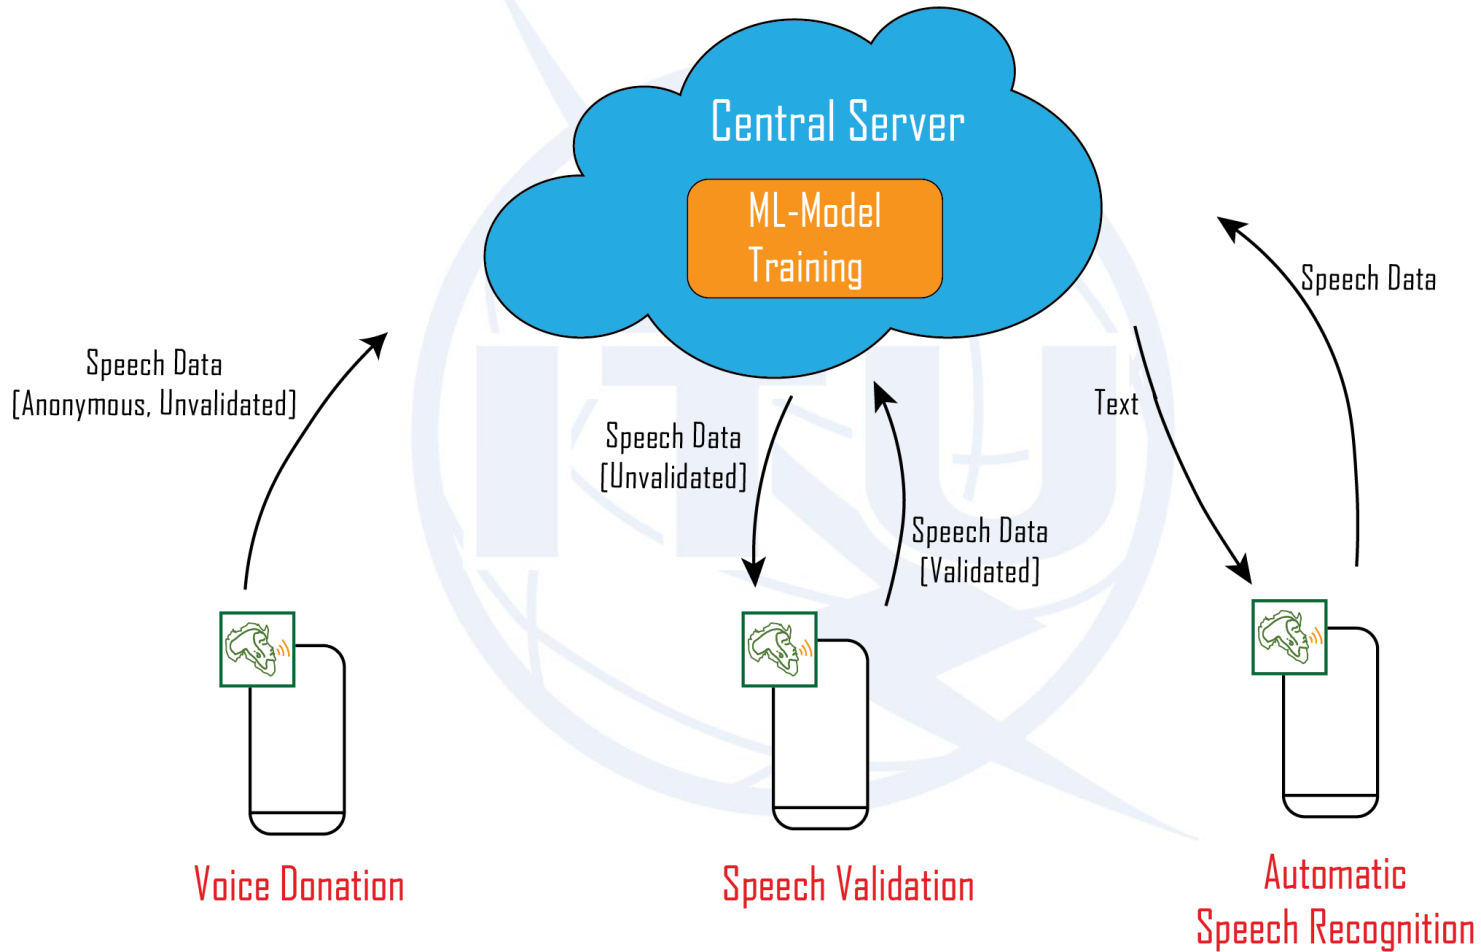 Central Server
ML-Model
Training
Speech Data
Speech Data
[Anonymous, Unvalidated]
Text
Speech Data
[Unvalidated]
Speech Data
[Validated]
ITU
Voice Donation
Speech Validation
Automatic
Speech Recognition